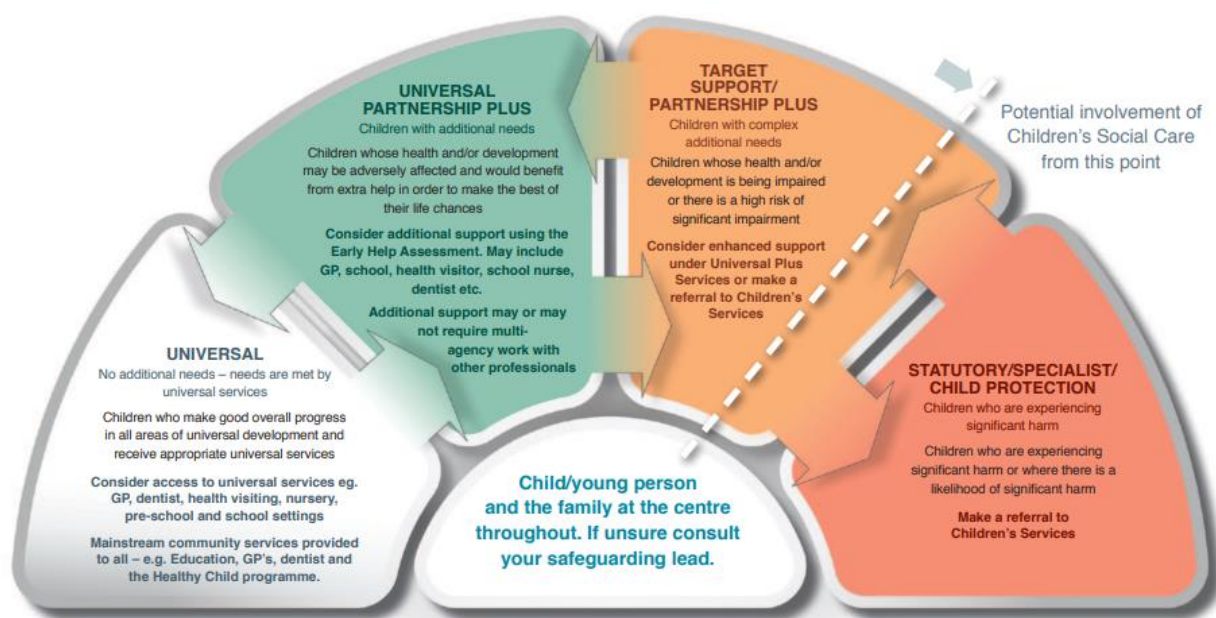 UNIVERSAL
PARTNERSHIP PLUS
Children with additional needs
Children whose health and/or development
may be adversely affected and would benefit
from extra help in order to make the best of
their life chances
Consider additional support using the
Early Help Assessment. May include
GP, school, health visitor, school nurse,
dentist etc.
Additional support may or may
not require multi-
agency work with
other professionals
TARGET
SUPPORT/
PARTNERSHIP PLUS
Children with complex
additional needs
Children whose health and/or
development is being impaired
or there is a high risk of
significant impairment
Consider enhanced support
under Universal Plus
Services or make a
referral to Children's
Services
Potential involvement of
Children's Social Care
from this point
UNIVERSAL
No additional needs – needs are met by
universal services
Children who make good overall progress
in all areas of universal development and
receive appropriate universal services
Consider access to universal services eg.
GP, dentist, health visiting, nursery,
pre-school and school settings
Mainstream community services provided
to all – e.g. Education, GP's, dentist and
the Healthy Child programme.
Child/young person
and the family at the centre
throughout. If unsure consult
your safeguarding lead.
STATUTORY/SPECIALIST/
CHILD PROTECTION
Children who are experiencing
significant harm
Children who are experiencing
significant harm or where there is a
likelihood of significant harm
Make a referral to
Children's Services